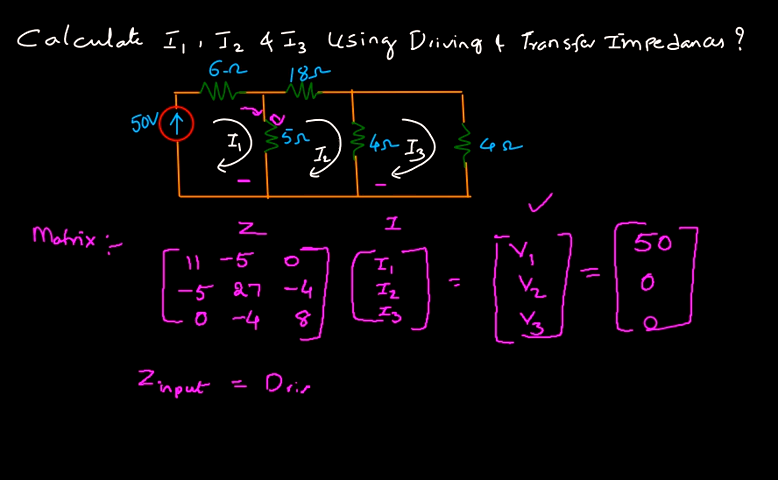 Calculate I₁, I₂ & I₃ Using Driving & Transfer Impedances?
6Ω 18Ω
50V I₁ 5Ω I₂ 4Ω I₃ 4Ω
Z I
Matrix :-
11 -5 0 I₁ = V₁ = 50
-5 27 -4 I₂ V₂ 0
0 -4 8 I₃ V₃ 0
Zinput = Driv